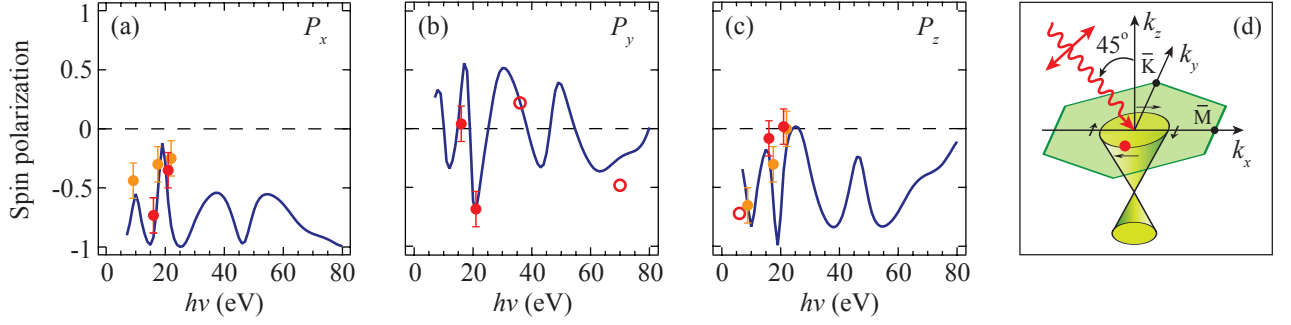 Spin polarization
1
0.5
0
-0.5
-1
(a)
P_x
0 20 40 60 80
hν (eV)
(b)
P_y
0 20 40 60 80
hν (eV)
(c)
P_z
0 20 40 60 80
hν (eV)
(d)
45°
k_z
K̅
k_y
M̅
k_x